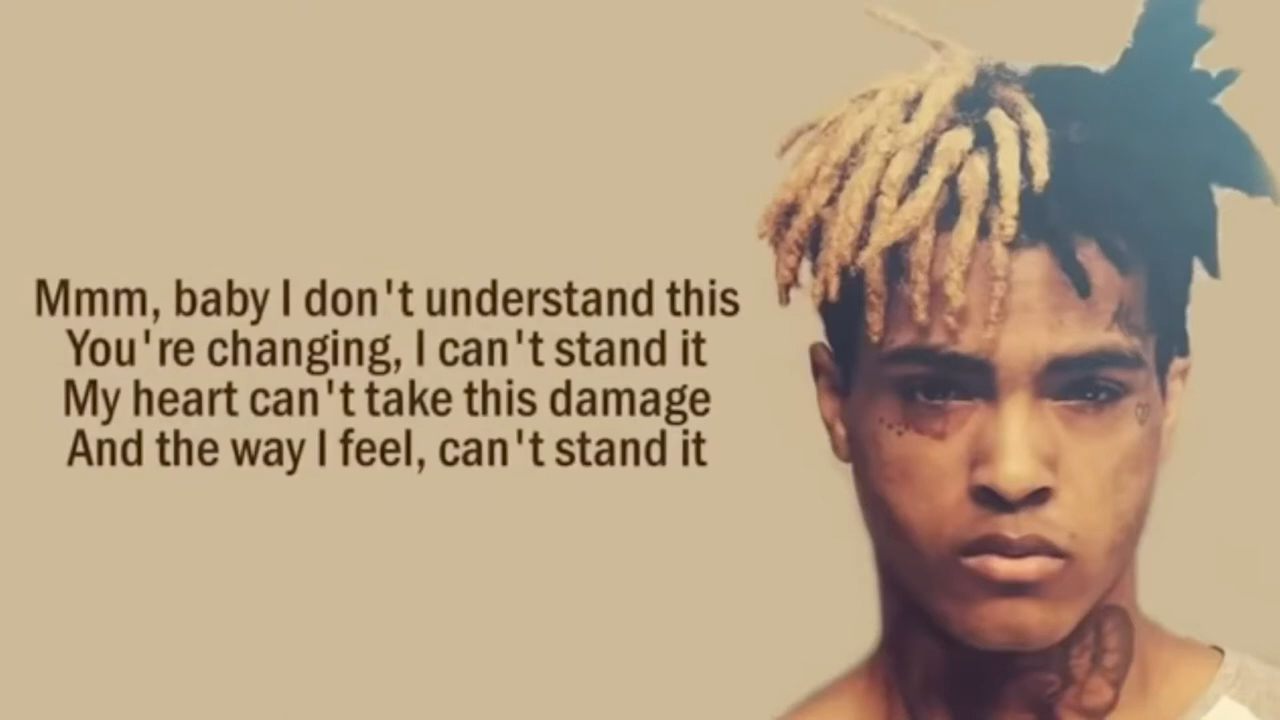 Mmm, baby I don't understand this
You're changing, I can't stand it
My heart can't take this damage
And the way I feel, can't stand it